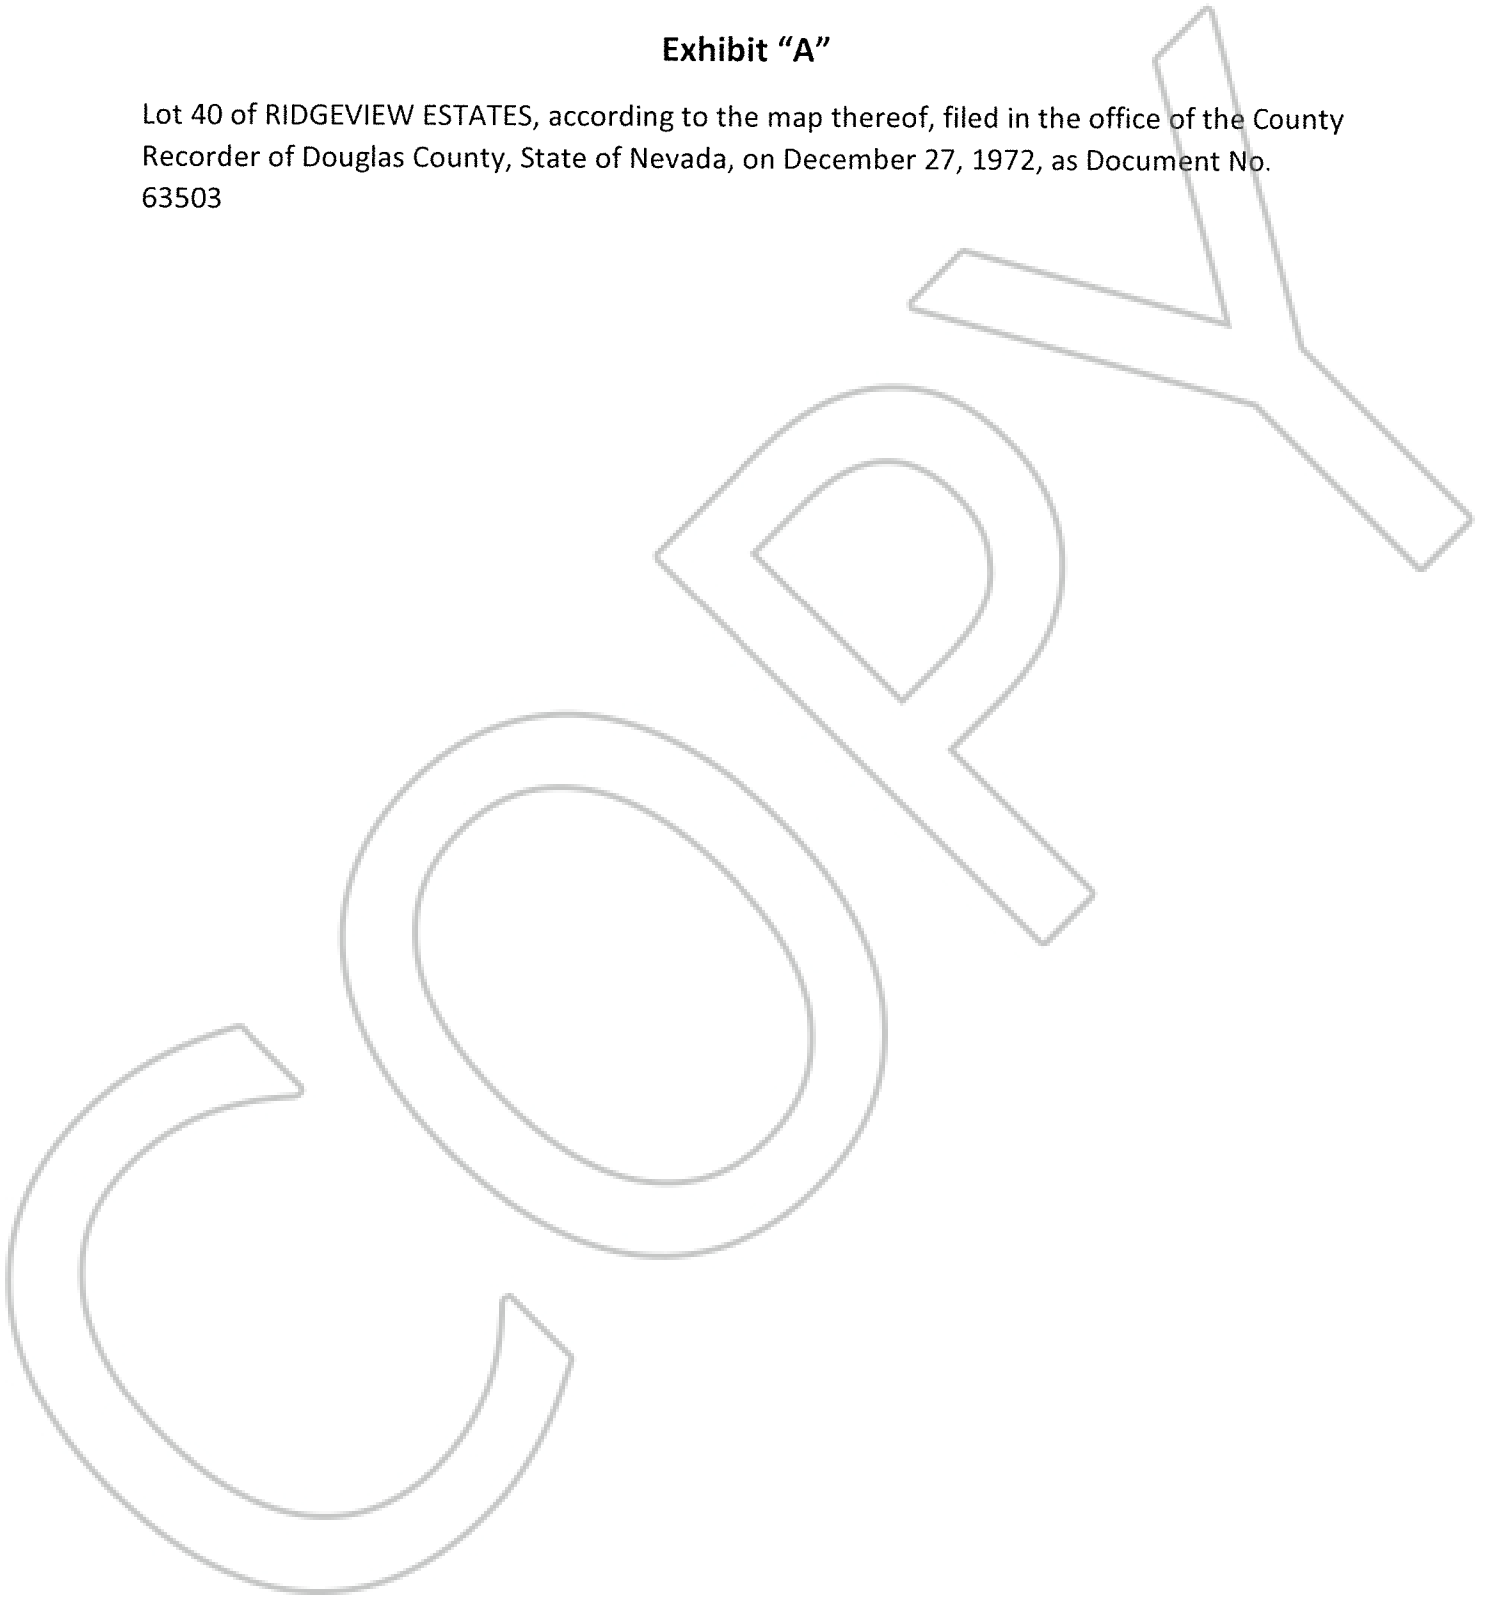 Exhibit “A”
Lot 40 of RIDGEVIEW ESTATES, according to the map thereof, filed in the office of the County
Recorder of Douglas County, State of Nevada, on December 27, 1972, as Document No.
63503
COPY